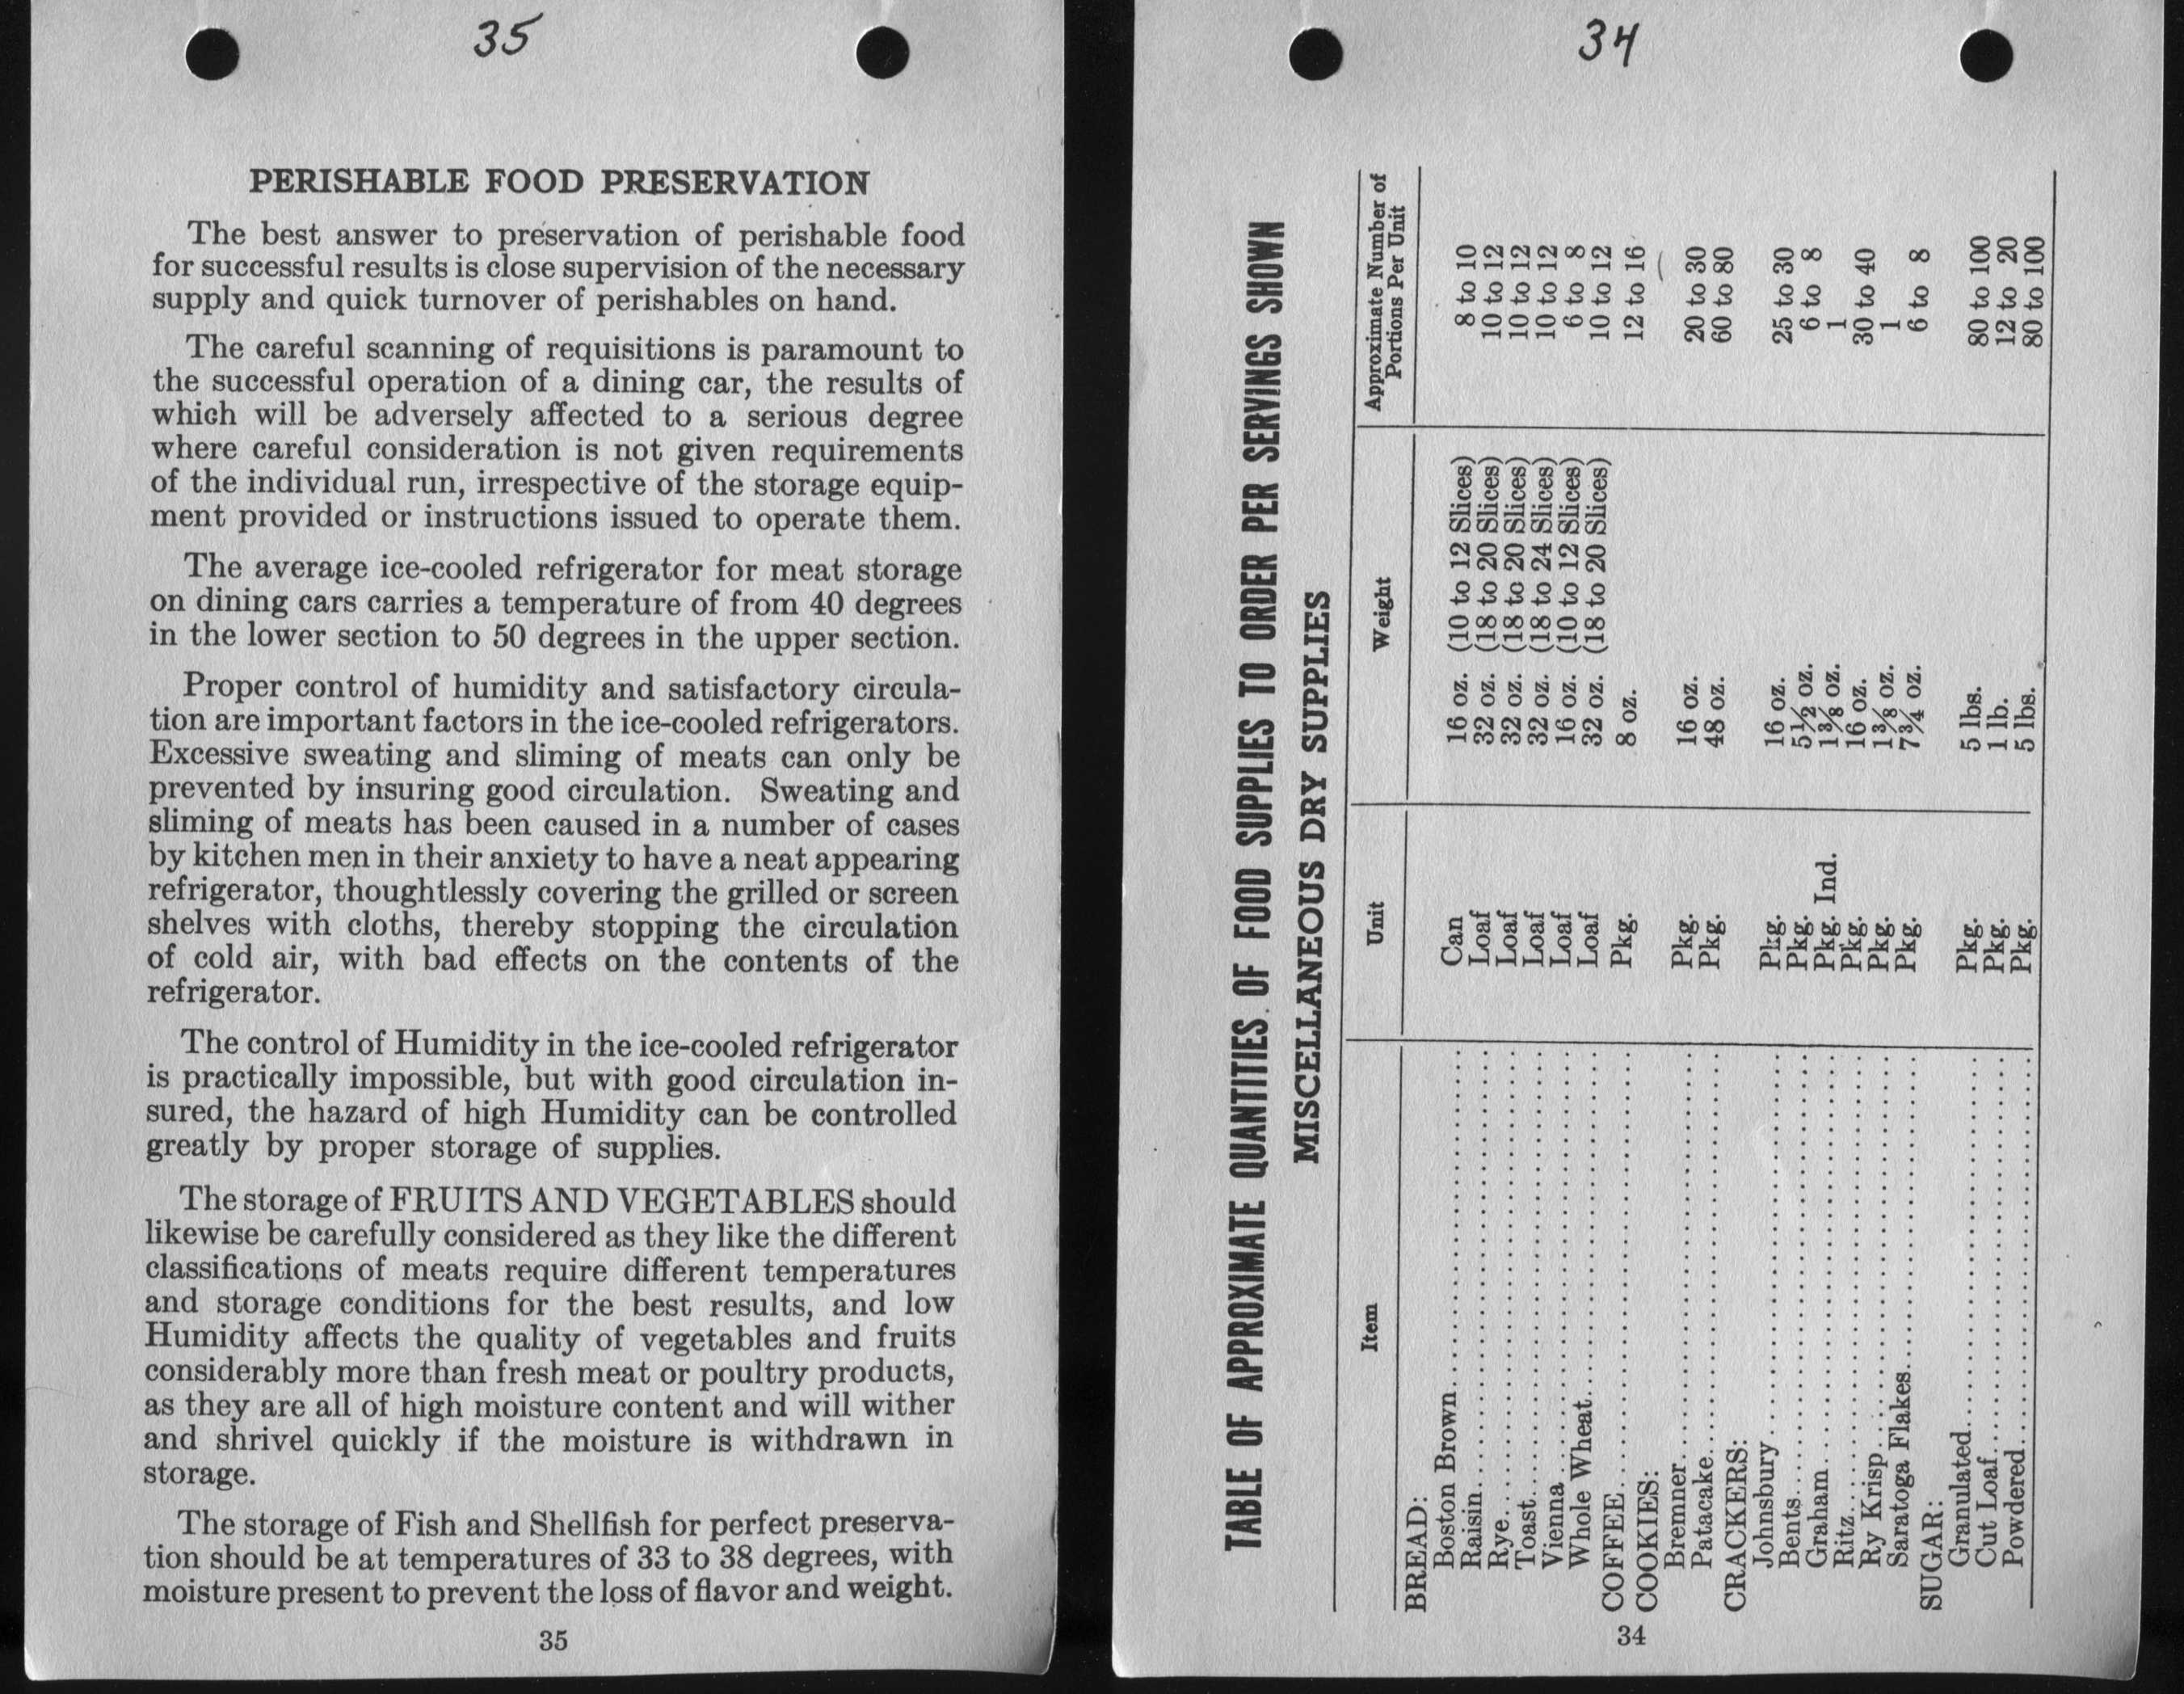 35
PERISHABLE FOOD PRESERVATION
The best answer to preservation of perishable food
for successful results is close supervision of the necessary
supply and quick turnover of perishables on hand.
The careful scanning of requisitions is paramount to
the successful operation of a dining car, the results of
which will be adversely affected to a serious degree
where careful consideration is not given requirements
of the individual run, irrespective of the storage equip-
ment provided or instructions issued to operate them.
The average ice-cooled refrigerator for meat storage
on dining cars carries a temperature of from 40 degrees
in the lower section to 50 degrees in the upper section.
Proper control of humidity and satisfactory circula-
tion are important factors in the ice-cooled refrigerators.
Excessive sweating and sliming of meats can only be
prevented by insuring good circulation. Sweating and
sliming of meats has been caused in a number of cases
by kitchen men in their anxiety to have a neat appearing
refrigerator, thoughtlessly covering the grilled or screen
shelves with cloths, thereby stopping the circulation
of cold air, with bad effects on the contents of the
refrigerator.
The control of Humidity in the ice-cooled refrigerator
is practically impossible, but with good circulation in-
sured, the hazard of high Humidity can be controlled
greatly by proper storage of supplies.
The storage of FRUITS AND VEGETABLES should
likewise be carefully considered as they like the different
classifications of meats require different temperatures
and storage conditions for the best results, and low
Humidity affects the quality of vegetables and fruits
considerably more than fresh meat or poultry products,
as they are all of high moisture content and will wither
and shrivel quickly if the moisture is withdrawn in
storage.
The storage of Fish and Shellfish for perfect preserva-
tion should be at temperatures of 33 to 38 degrees, with
moisture present to prevent the loss of flavor and weight.
35
34
TABLE OF APPROXIMATE QUANTITIES OF FOOD SUPPLIES TO ORDER PER SERVINGS SHOWN
MISCELLANEOUS DRY SUPPLIES
Item Unit Weight Approximate Number of
Portions Per Unit
BREAD:
Boston Brown Can 16 oz. (10 to 12 Slices) 8 to 10
Raisin Loaf 32 oz. (18 to 20 Slices) 10 to 12
Rye Loaf 32 oz. (18 to 20 Slices) 10 to 12
Toast Loaf 32 oz. (18 to 24 Slices) 10 to 12
Vienna Loaf 16 oz. (10 to 12 Slices) 6 to 8
Whole Wheat Loaf 32 oz. (18 to 20 Slices) 10 to 12
COFFEE Pkg. 8 oz. 12 to 16
COOKIES:
Bremner Pkg. 16 oz. 20 to 30
Patacake Pkg. 48 oz. 60 to 80
CRACKERS:
Johnsbury Pkg. 16 oz. 25 to 30
Bents Pkg. 5½ oz. 6 to 8
Graham Pkg. Ind. 1⅜ oz. 1
Ritz Pkg. 16 oz. 30 to 40
Ry Krisp Pkg. 1⅜ oz. 1
Saratoga Flakes Pkg. 7¾ oz. 6 to 8
SUGAR:
Granulated Pkg. 5 lbs. 80 to 100
Cut Loaf Pkg. 1 lb. 12 to 20
Powdered Pkg. 5 lbs. 80 to 100
34